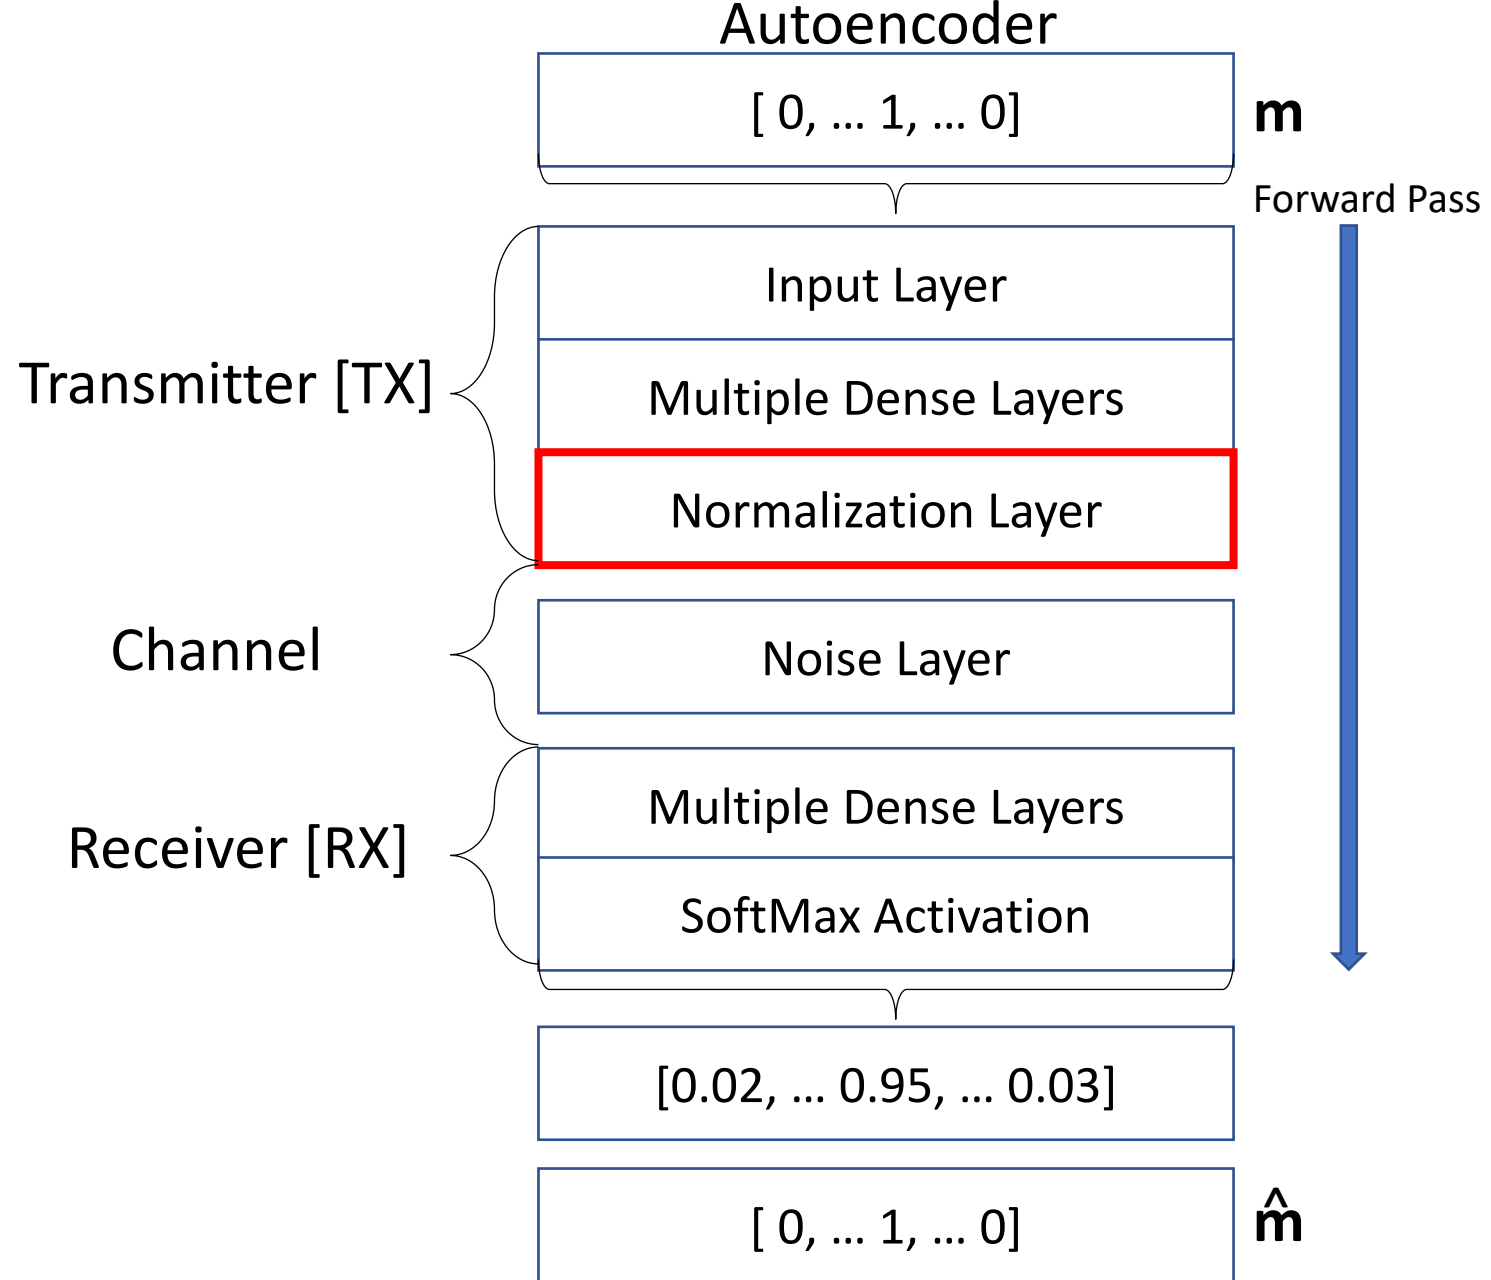 Autoencoder
[ 0, ... 1, ... 0]
m
Forward Pass
Input Layer
Transmitter [TX]
Multiple Dense Layers
Normalization Layer
Channel
Noise Layer
Multiple Dense Layers
Receiver [RX]
SoftMax Activation
[0.02, ... 0.95, ... 0.03]
[ 0, ... 1, ... 0]
m̂